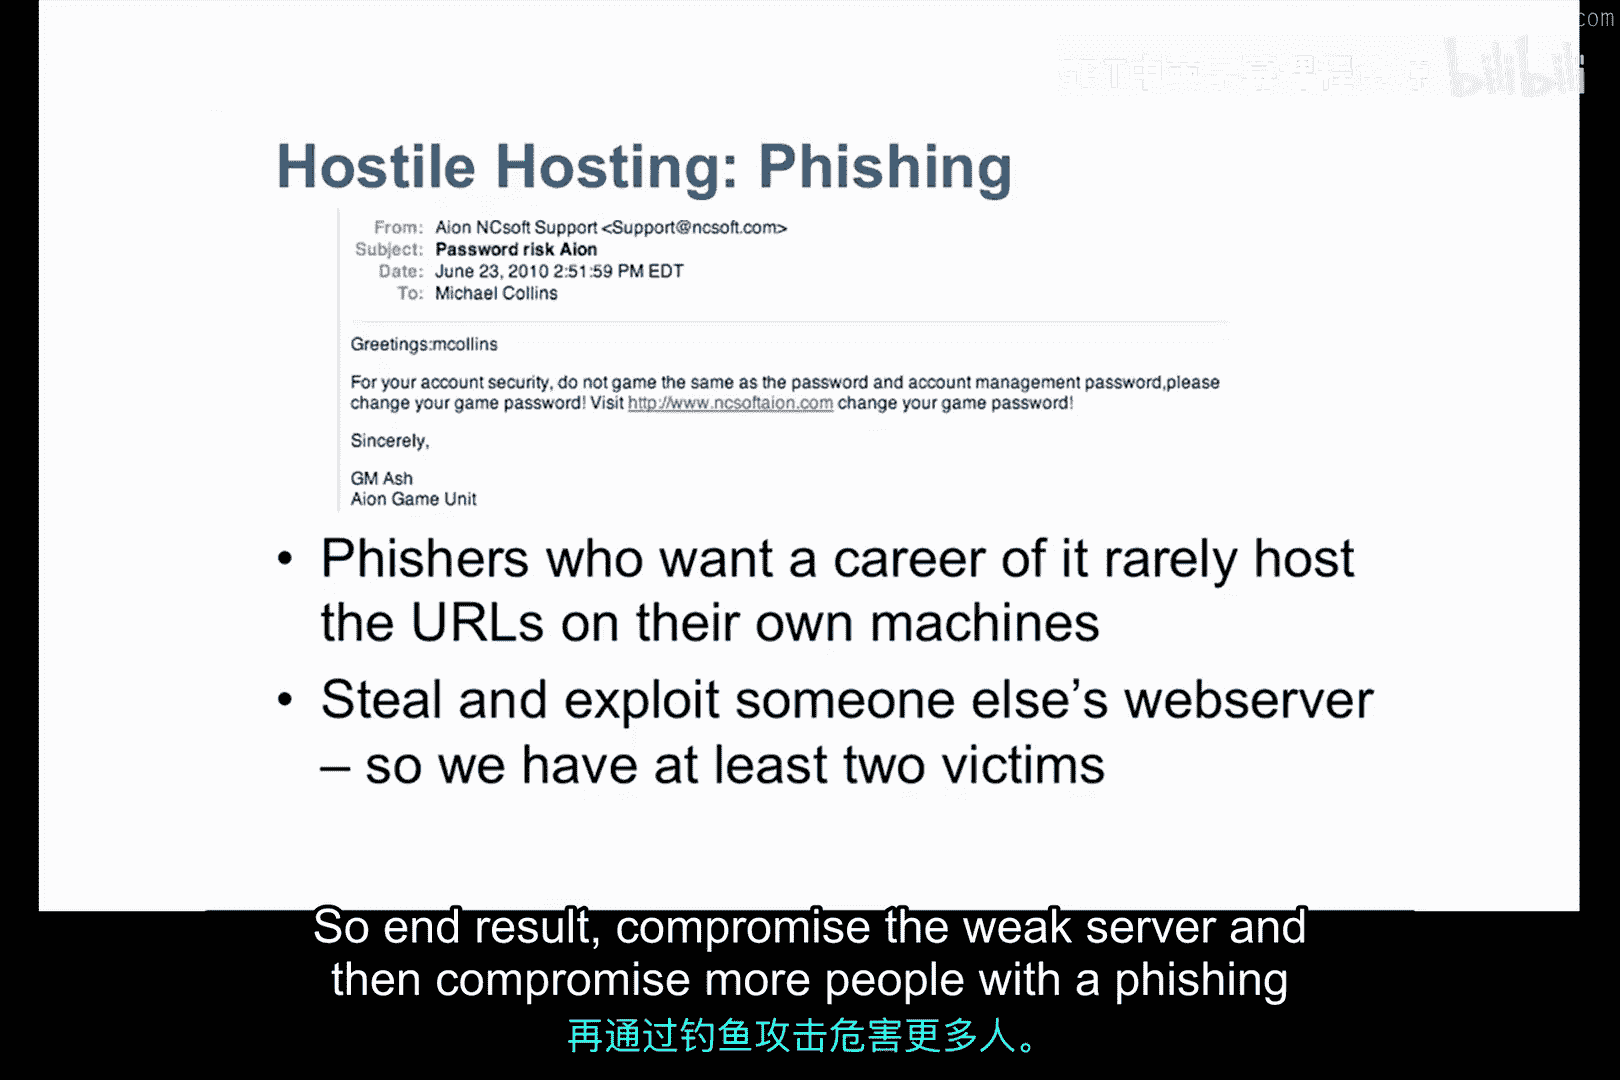 com
bilibili
Hostile Hosting: Phishing
From: Aion NCsoft Support <Support@ncsoft.com>
Subject: Password risk Aion
Date: June 23, 2010 2:51:59 PM EDT
To: Michael Collins
Greetings:mcollins
For your account security, do not game the same as the password and account management password,please
change your game password! Visit http://www.ncsoftaion.com change your game password!
Sincerely,
GM Ash
Aion Game Unit
• Phishers who want a career of it rarely host
the URLs on their own machines
• Steal and exploit someone else’s webserver
– so we have at least two victims
So end result, compromise the weak server and
then compromise more people with a phishing
再通过钓鱼攻击危害更多人。